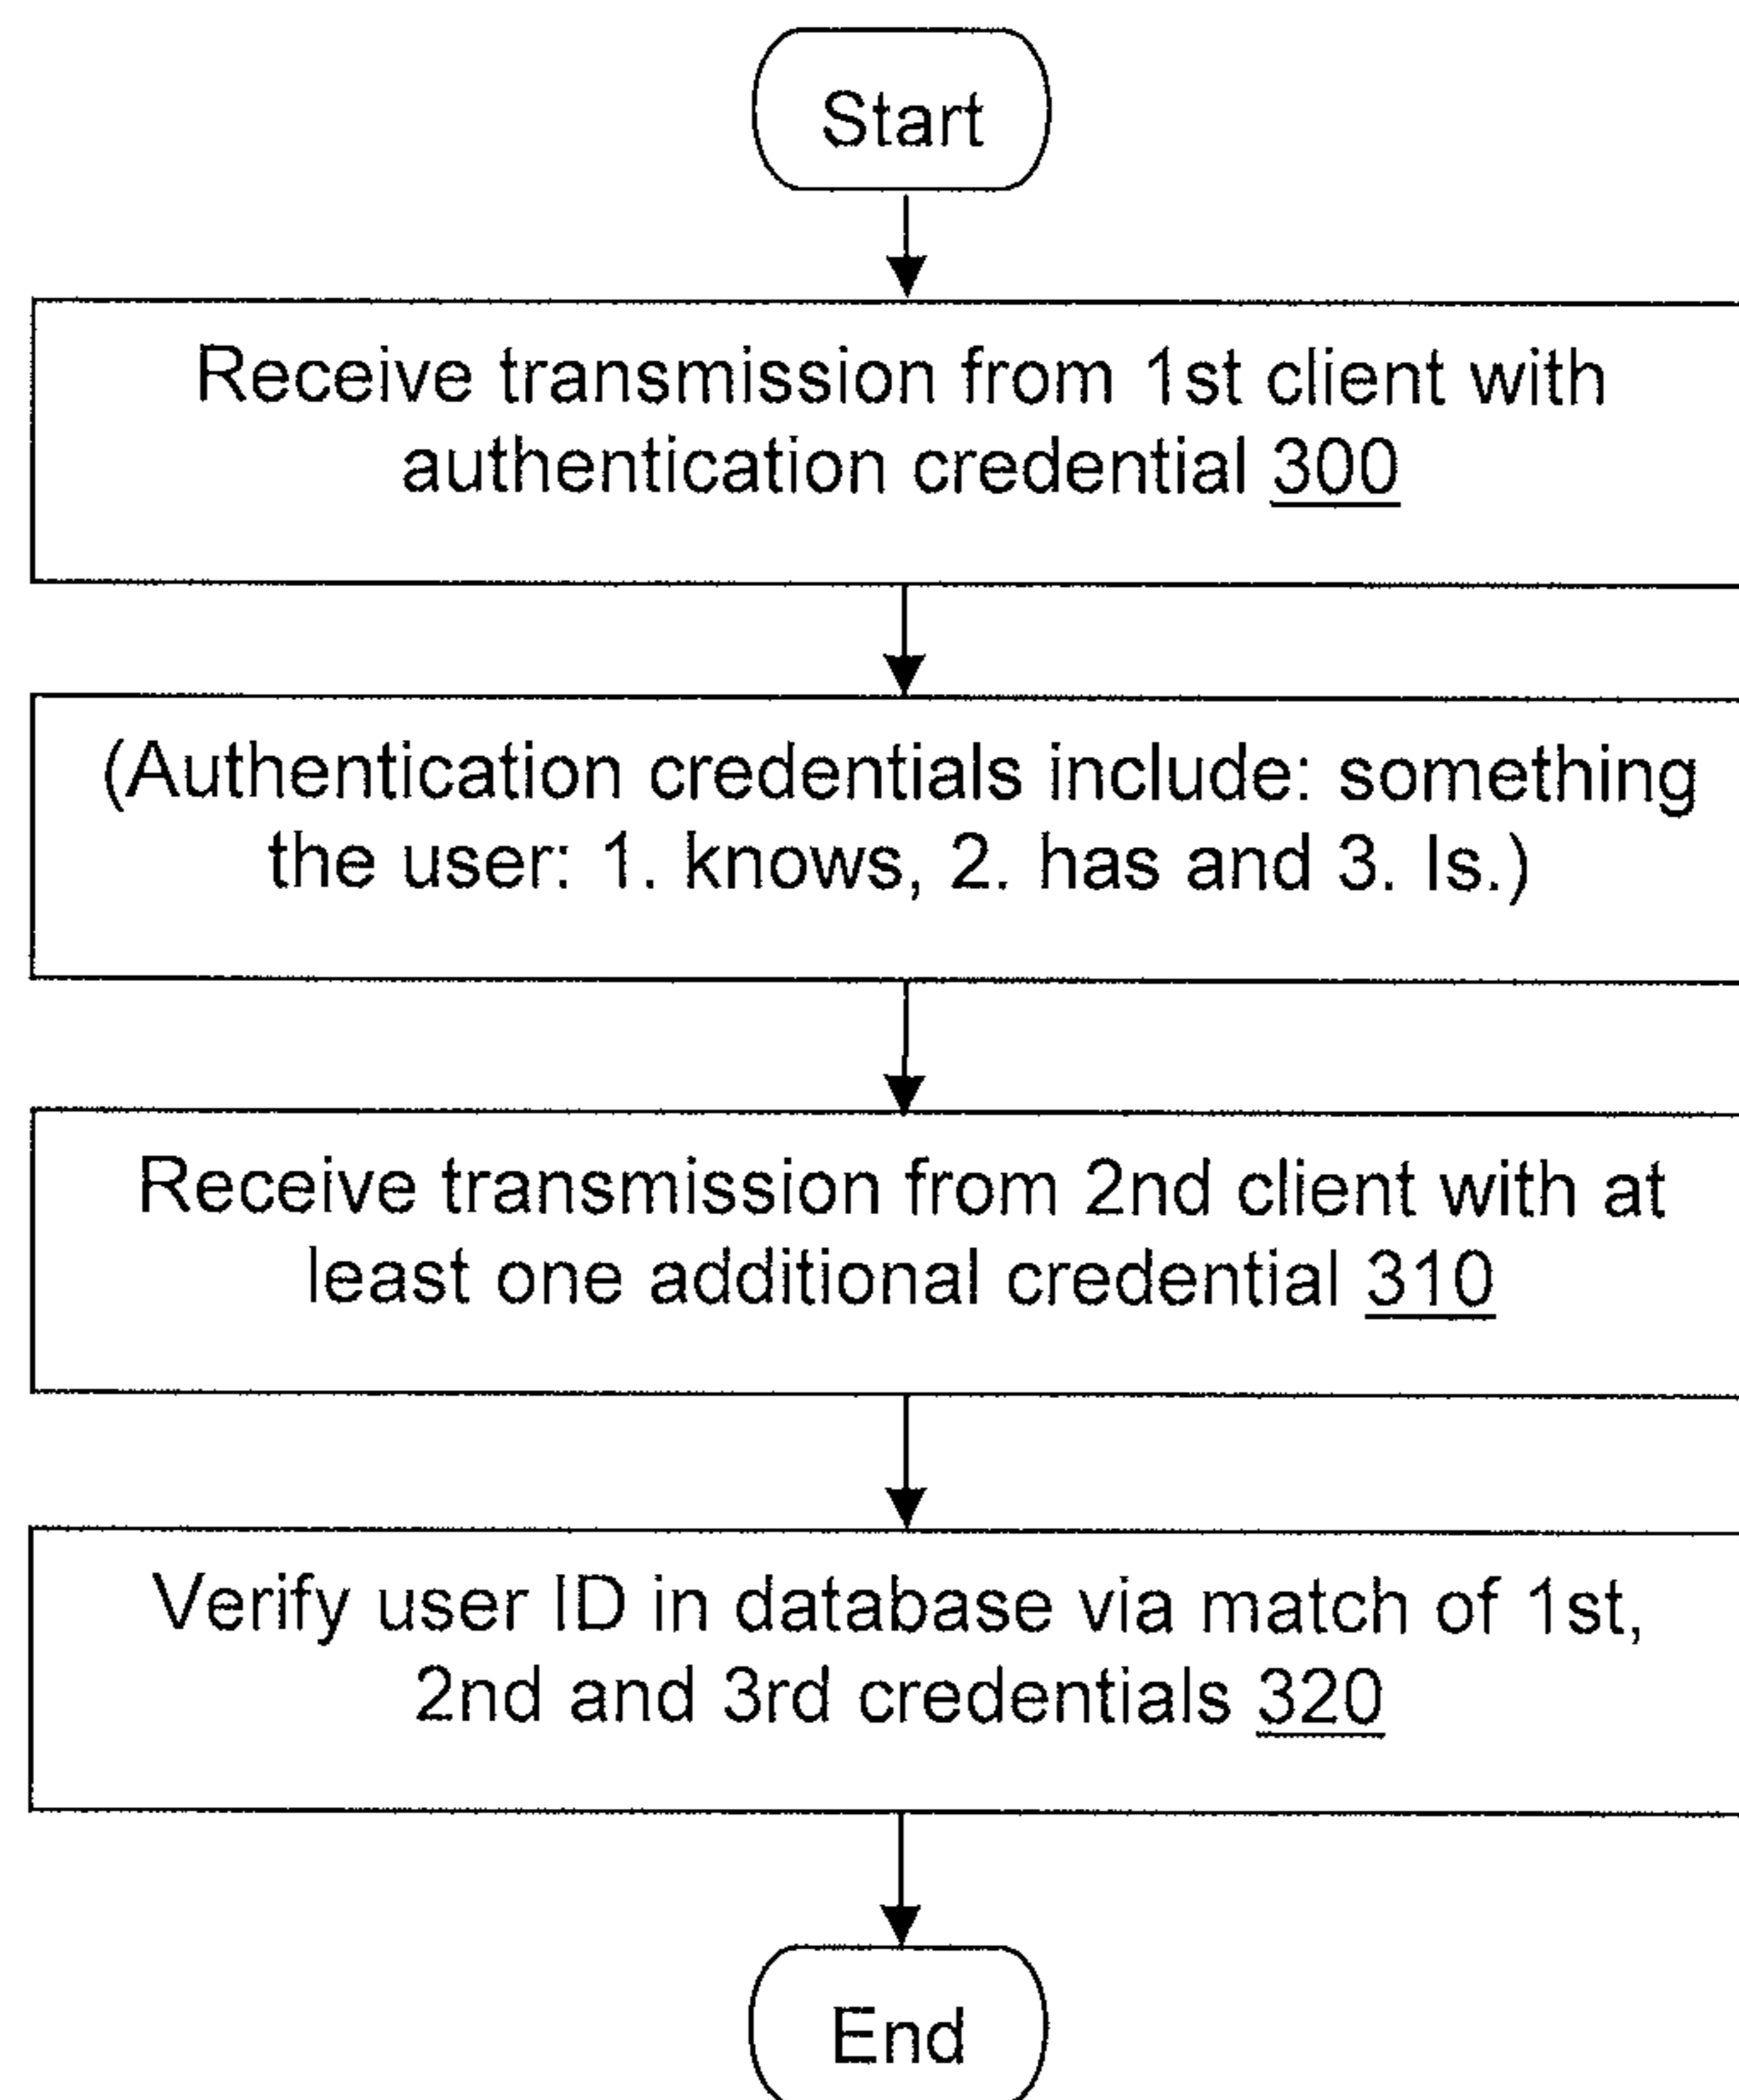 Start
Receive transmission from 1st client with
authentication credential 300
(Authentication credentials include: something
the user: 1. knows, 2. has and 3. Is.)
Receive transmission from 2nd client with at
least one additional credential 310
Verify user ID in database via match of 1st,
2nd and 3rd credentials 320
End